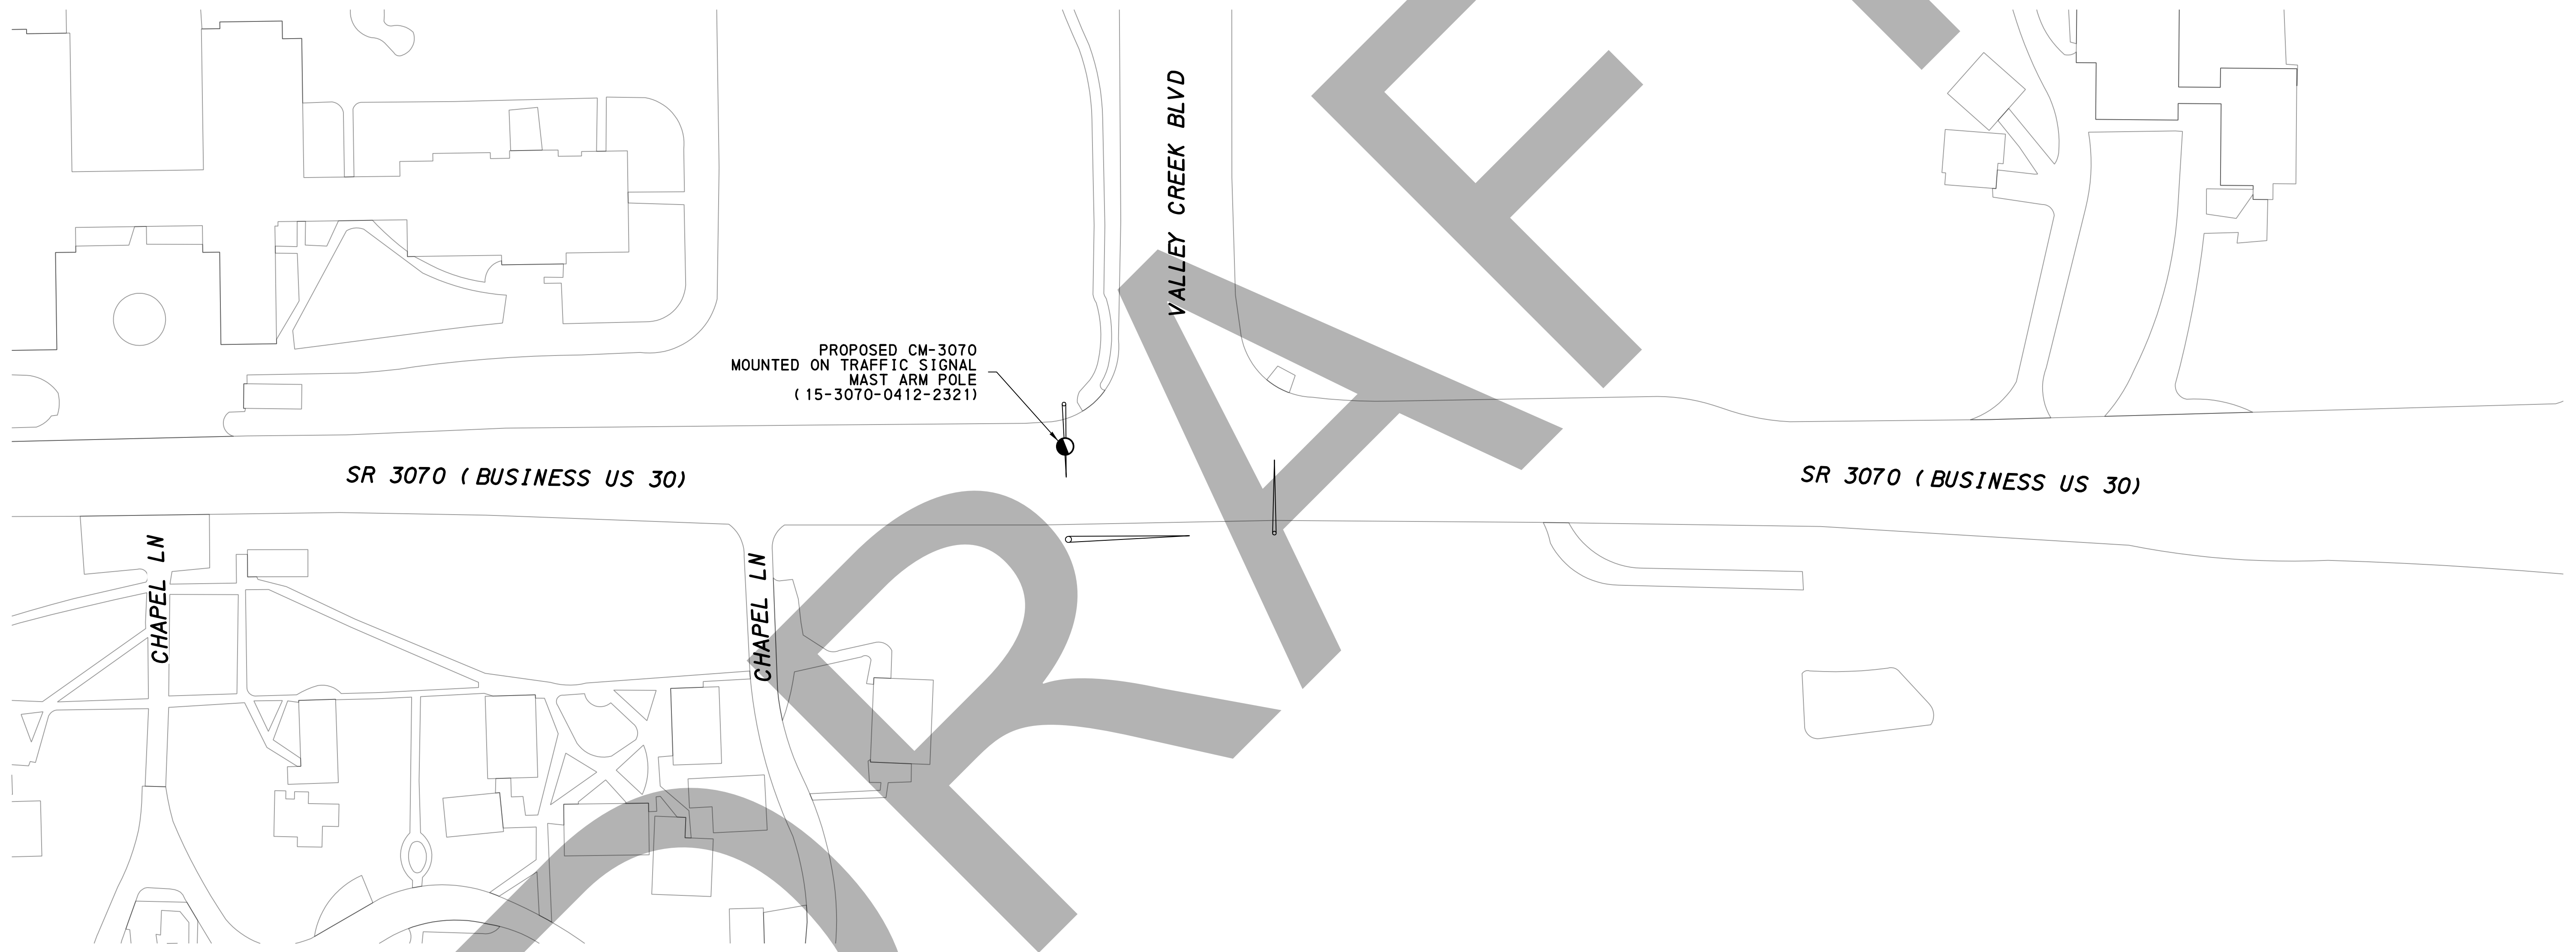 VALLEY CREEK BLVD
PROPOSED CM-3070
MOUNTED ON TRAFFIC SIGNAL
MAST ARM POLE
(15-3070-0412-2321)
SR 3070 (BUSINESS US 30)
SR 3070 (BUSINESS US 30)
CHAPEL LN
CHAPEL LN
DRAFT